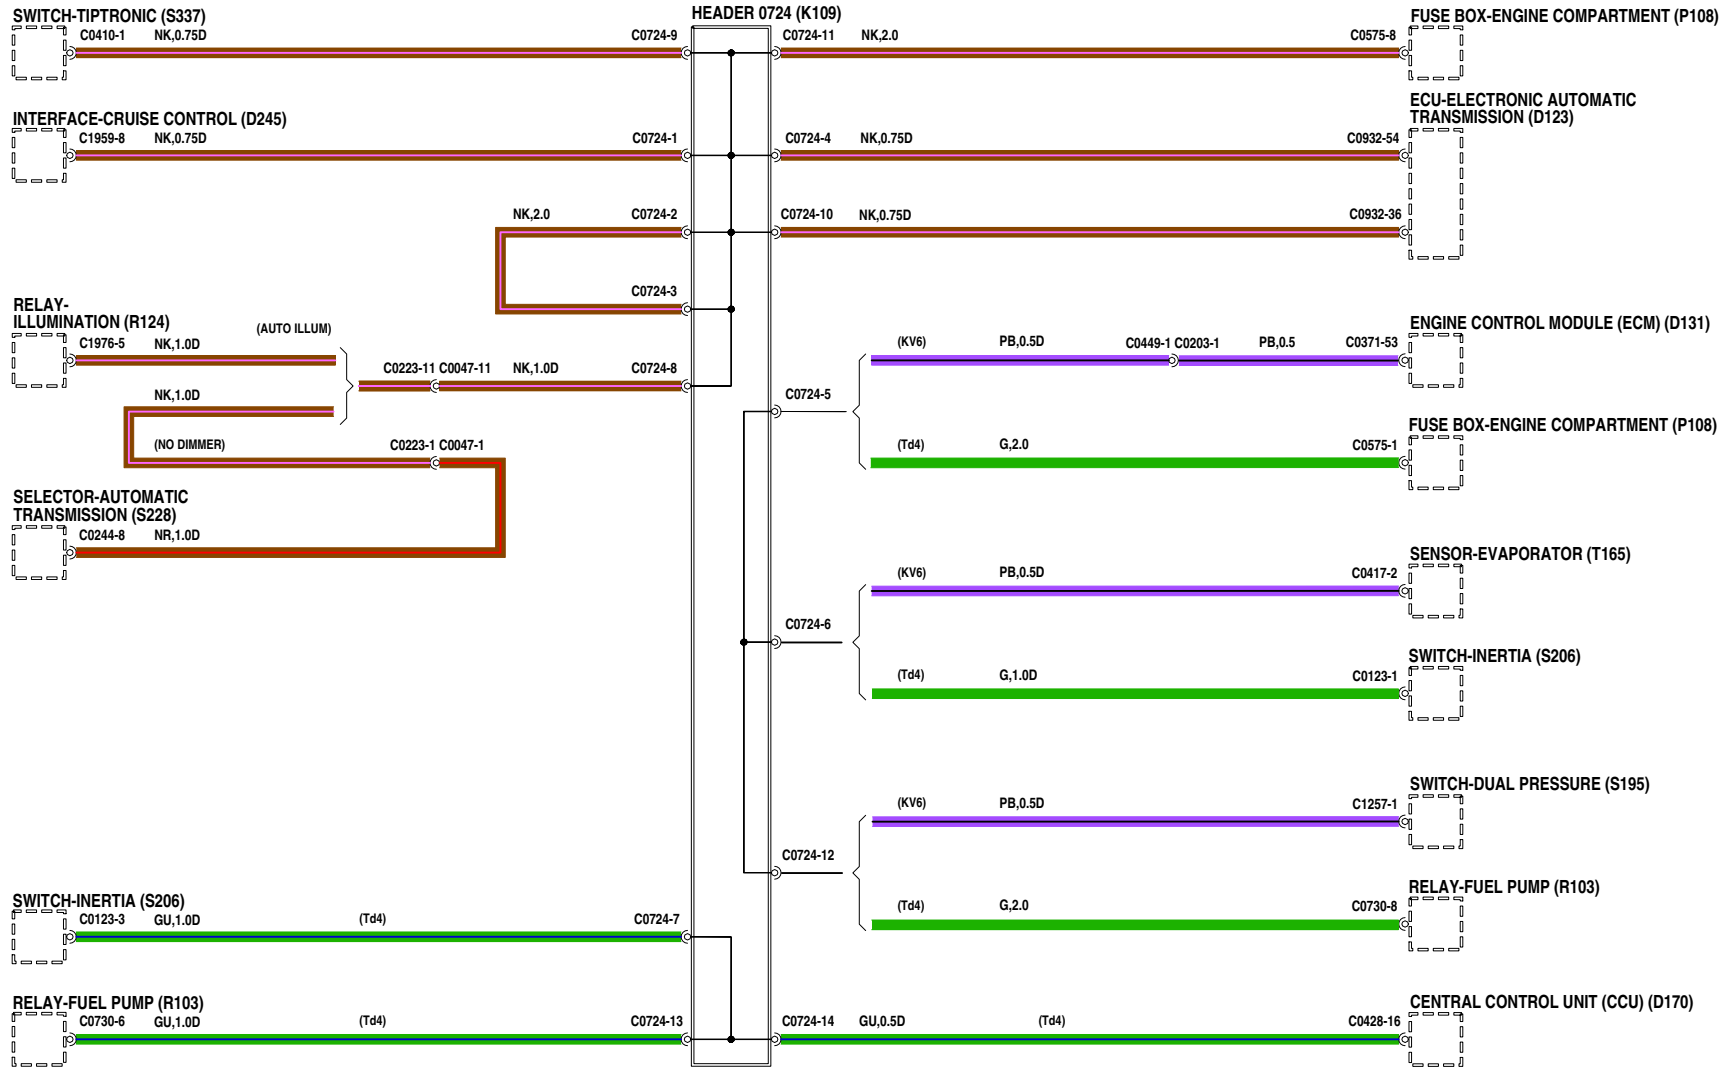 SWITCH-TIPTRONIC (S337)
C0410-1 NK,0.75D C0724-9
HEADER 0724 (K109)
C0724-11 NK,2.0 C0575-8
FUSE BOX-ENGINE COMPARTMENT (P108)
INTERFACE-CRUISE CONTROL (D245)
C1959-8 NK,0.75D C0724-1
C0724-4 NK,0.75D C0932-54
ECU-ELECTRONIC AUTOMATIC
TRANSMISSION (D123)
NK,2.0 C0724-2
C0724-10 NK,0.75D C0932-36
C0724-3
RELAY-
ILLUMINATION (R124)
C1976-5 NK,1.0D (AUTO ILLUM)
C0223-11 C0047-11 NK,1.0D C0724-8
NK,1.0D
(NO DIMMER) C0223-1 C0047-1
SELECTOR-AUTOMATIC
TRANSMISSION (S228)
C0244-8 NR,1.0D
C0724-5
(KV6) PB,0.5D C0449-1 C0203-1 PB,0.5 C0371-53
ENGINE CONTROL MODULE (ECM) (D131)
(Td4) G,2.0 C0575-1
FUSE BOX-ENGINE COMPARTMENT (P108)
C0724-6
(KV6) PB,0.5D C0417-2
SENSOR-EVAPORATOR (T165)
(Td4) G,1.0D C0123-1
SWITCH-INERTIA (S206)
C0724-12
(KV6) PB,0.5D C1257-1
SWITCH-DUAL PRESSURE (S195)
(Td4) G,2.0 C0730-8
RELAY-FUEL PUMP (R103)
SWITCH-INERTIA (S206)
C0123-3 GU,1.0D (Td4) C0724-7
RELAY-FUEL PUMP (R103)
C0730-6 GU,1.0D (Td4) C0724-13
C0724-14 GU,0.5D (Td4) C0428-16
CENTRAL CONTROL UNIT (CCU) (D170)